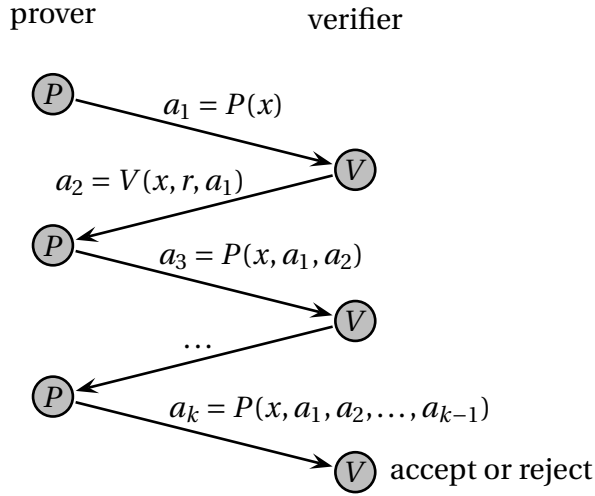 prover verifier
P
a₁ = P(x)
V
a₂ = V(x, r, a₁)
P
a₃ = P(x, a₁, a₂)
V
...
P
aₖ = P(x, a₁, a₂, ..., aₖ₋₁)
V accept or reject